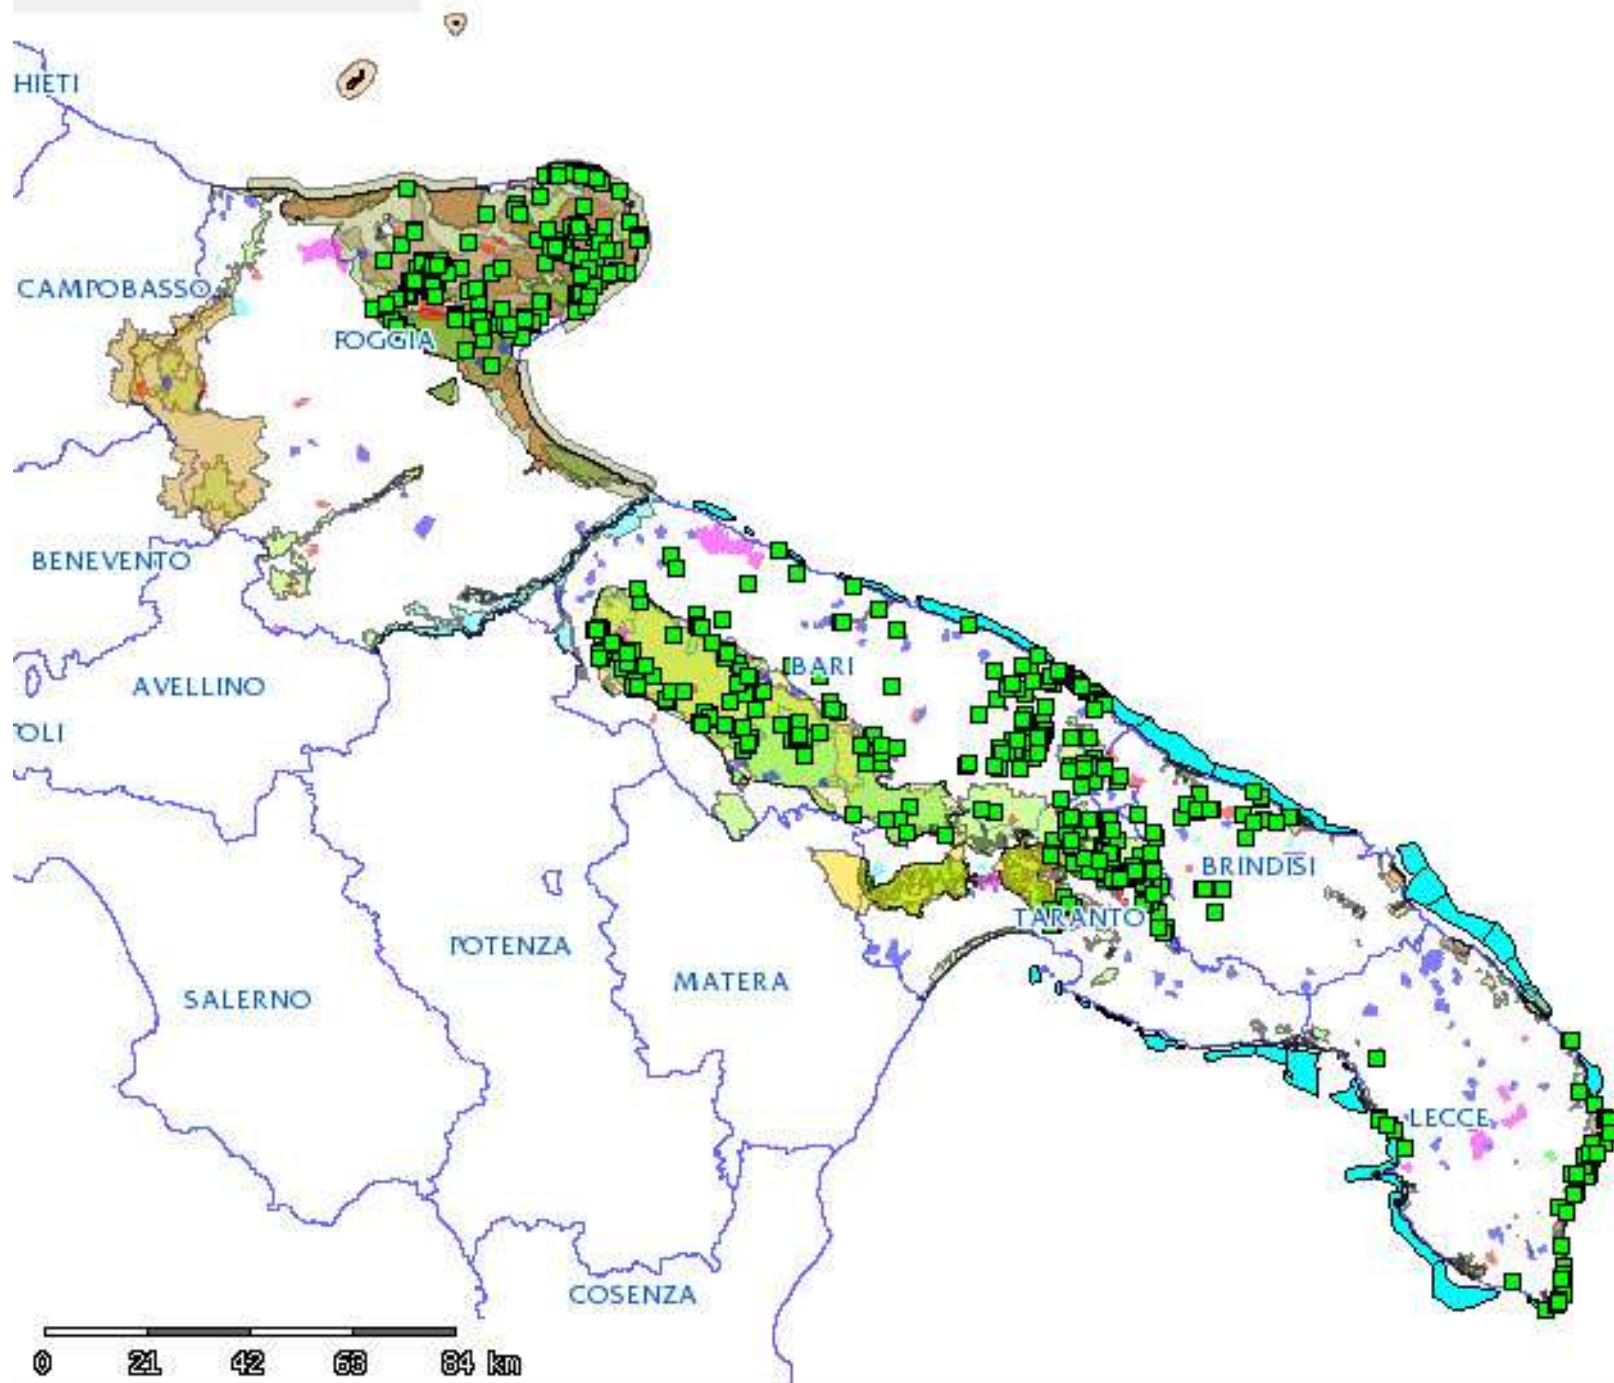 HIETI
CAMPOBASSO
FOGGIA
BENEVENTO
BARI
AVELLINO
OLI
BRINDISI
TARANTO
POTENZA
MATERA
SALERNO
LECCE
COSENZA
0 21 42 63 84 km